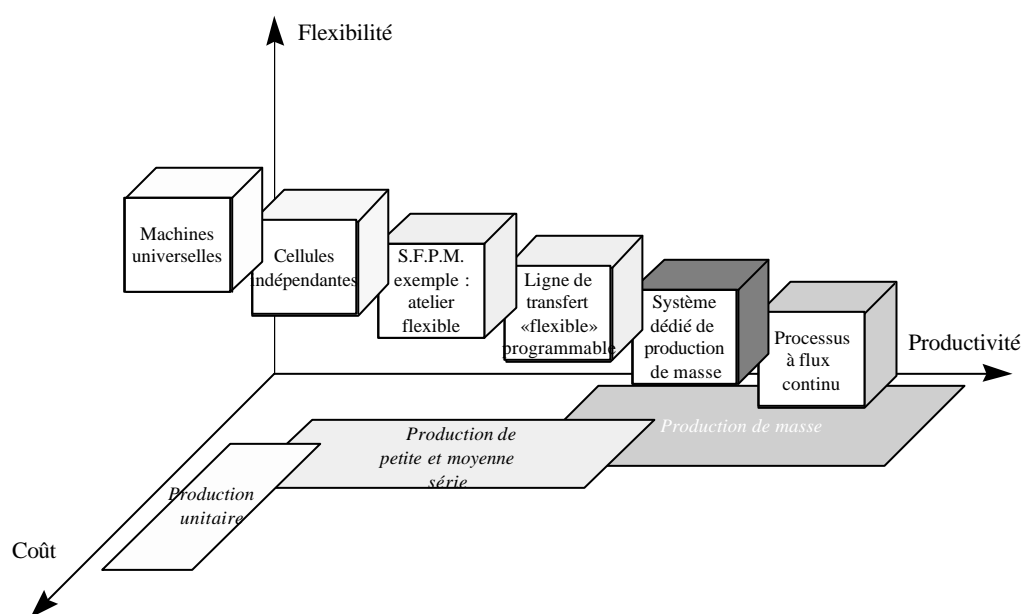 Flexibilité
Machines
universelles
Cellules
indépendantes
S.F.P.M.
exemple :
atelier
flexible
Ligne de
transfert
«flexible»
programmable
Système
dédié de
production
de masse
Processus
à flux
continu
Productivité
Production de masse
Production de
petite et moyenne
série
Production
unitaire
Coût